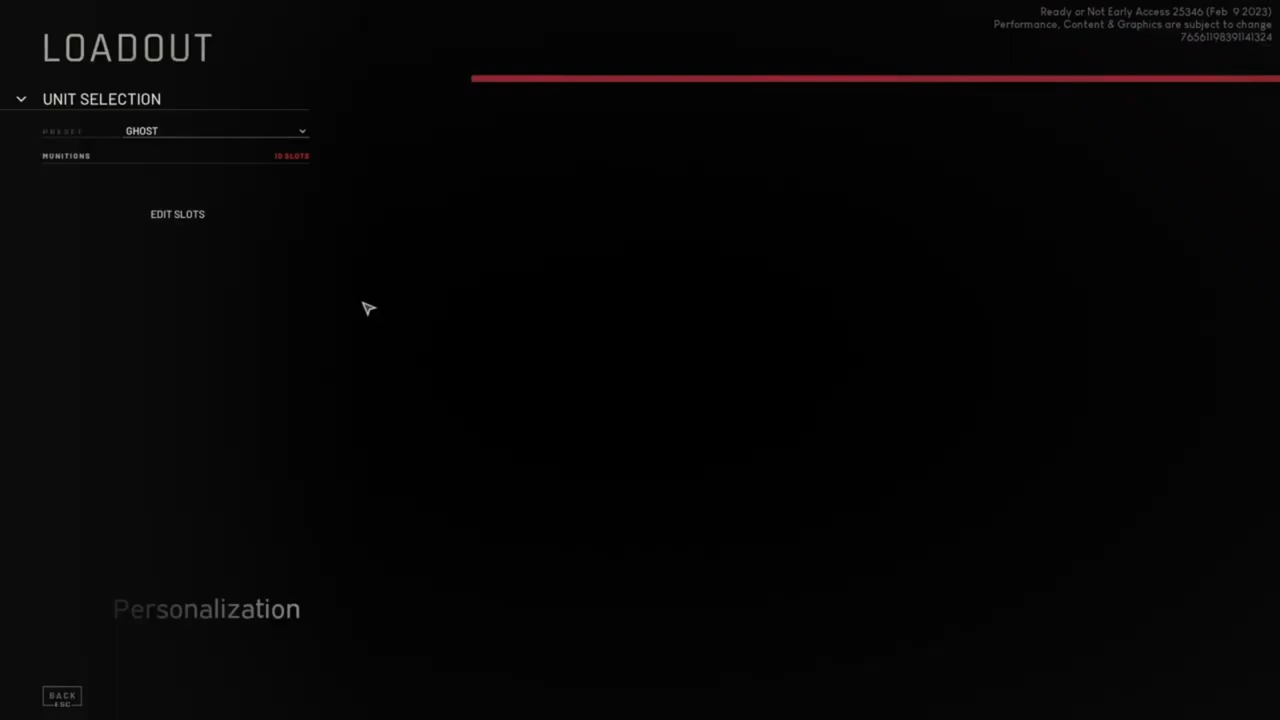 Ready or Not Early Access 25346 (Feb 9 2023)
Performance, Content & Graphics are subject to change
76561198391141324
LOADOUT
UNIT SELECTION
PRESET GHOST
MUNITIONS 10 SLOTS
EDIT SLOTS
Personalization
BACK
ESC